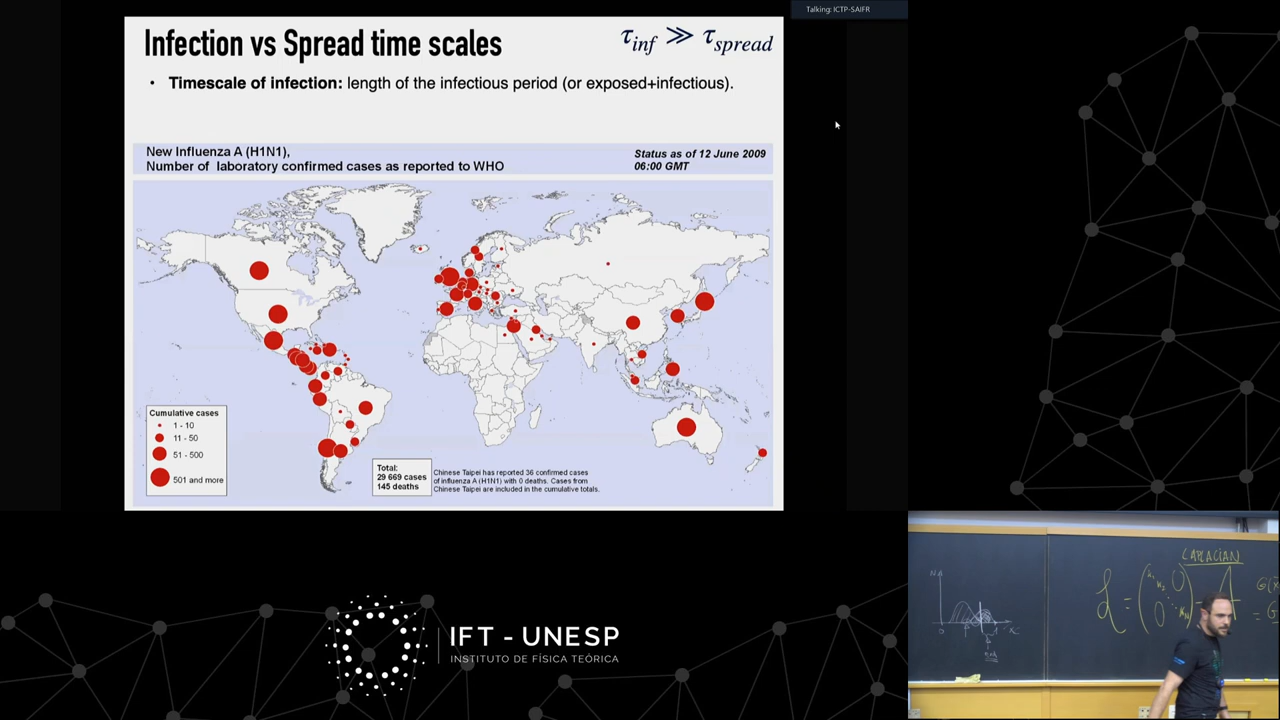 Talking: ICTP-SAIFR
Infection vs Spread time scales
τinf ≫ τspread
• Timescale of infection: length of the infectious period (or exposed+infectious).
New Influenza A (H1N1),
Number of laboratory confirmed cases as reported to WHO
Status as of 12 June 2009
06:00 GMT
Cumulative cases
1 - 10
11 - 50
51 - 500
501 and more
Total:
29 669 cases
145 deaths
Chinese Taipei has reported 36 confirmed cases
of influenza A (H1N1) with 0 deaths. Cases from
Chinese Taipei are included in the cumulative totals.
IFT - UNESP
INSTITUTO DE FÍSICA TEÓRICA
LAPLACIAN